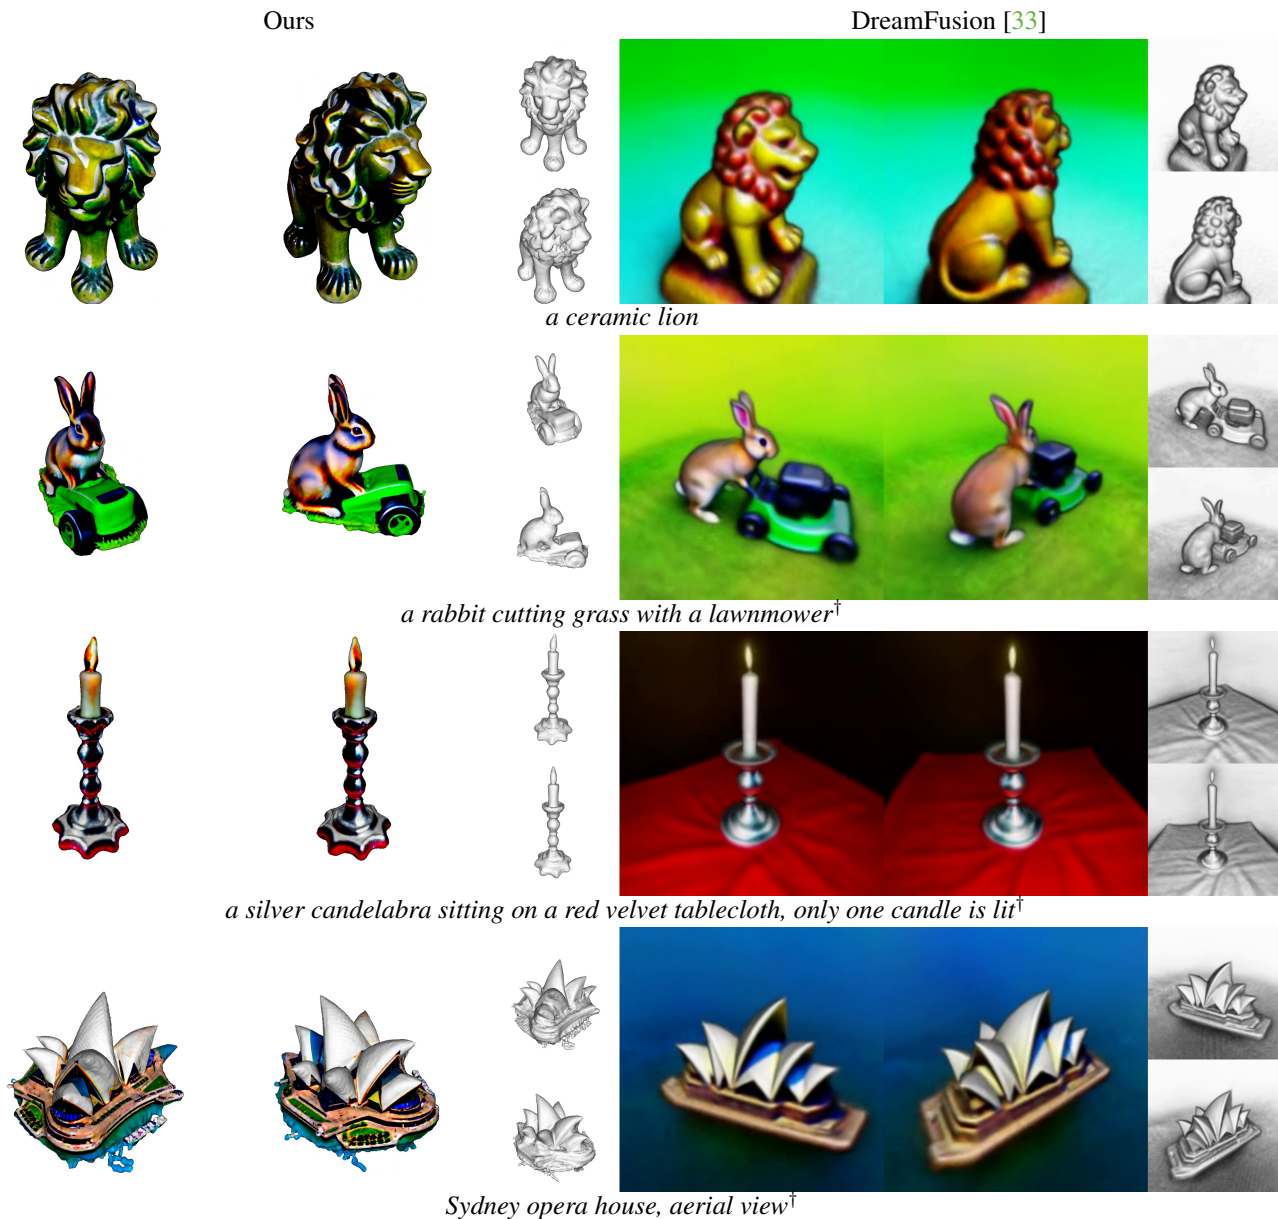 Ours
DreamFusion [33]
a ceramic lion
a rabbit cutting grass with a lawnmower†
a silver candelabra sitting on a red velvet tablecloth, only one candle is lit†
Sydney opera house, aerial view†